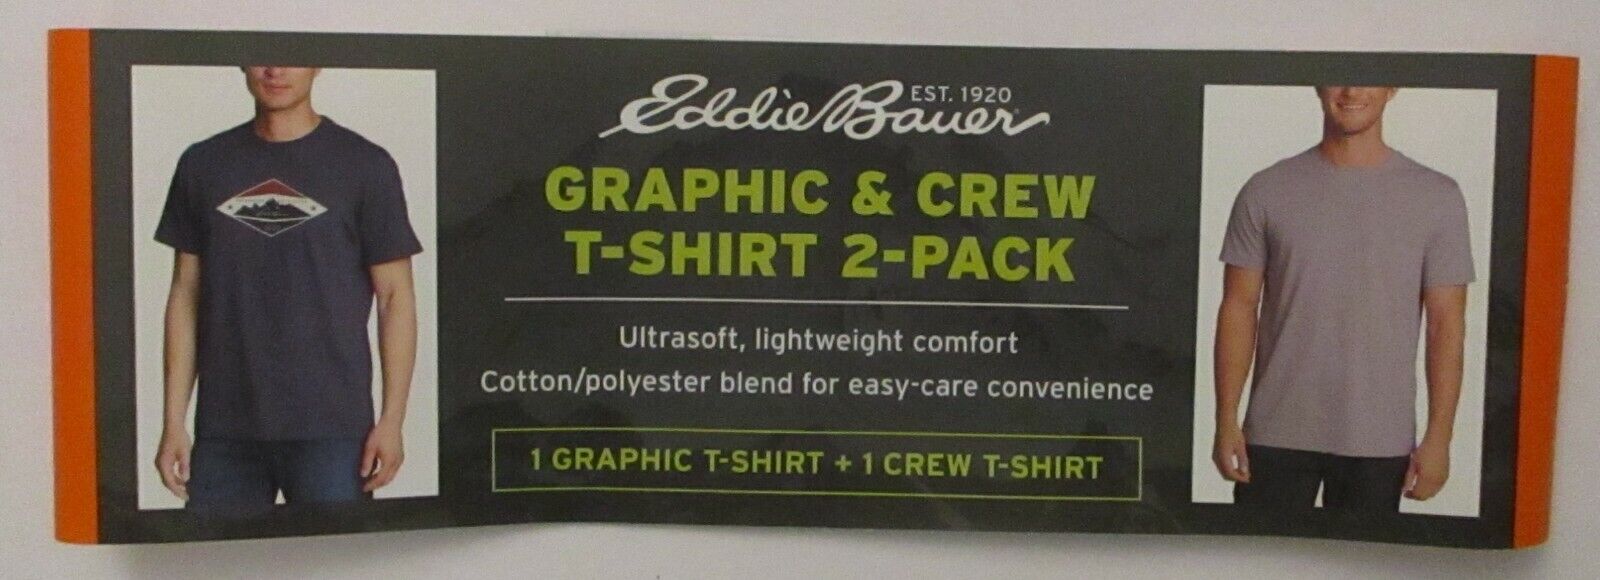 Eddie Bauer
EST. 1920
GRAPHIC & CREW
T-SHIRT 2-PACK
Ultrasoft, lightweight comfort
Cotton/polyester blend for easy-care convenience
1 GRAPHIC T-SHIRT + 1 CREW T-SHIRT